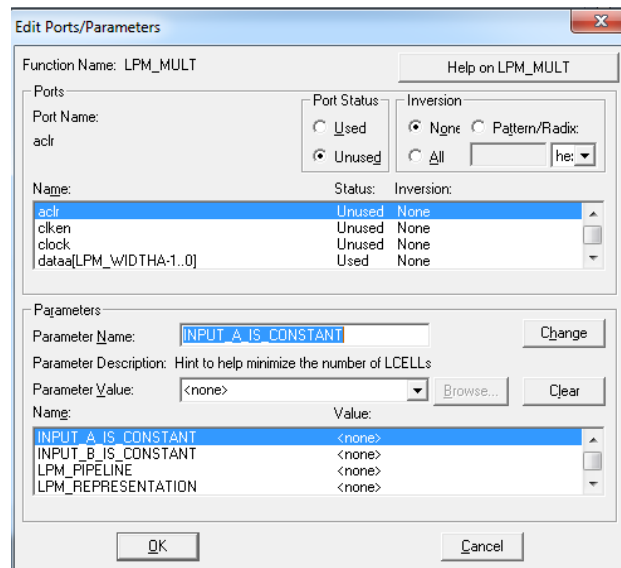 Edit Ports/Parameters
x
Function Name: LPM_MULT
Help on LPM_MULT
Ports
Port Name:
aclr
Port Status
Used
Unused
Inversion
None Pattern/Radix:
All he:
Name: Status: Inversion:
aclr Unused None
clken Unused None
clock Unused None
dataa[LPM_WIDTHA-1..0] Used None
Parameters
Parameter Name: INPUT_A_IS_CONSTANT Change
Parameter Description: Hint to help minimize the number of LCELLs
Parameter Value: <none> Browse... Clear
Name: Value:
INPUT_A_IS_CONSTANT <none>
INPUT_B_IS_CONSTANT <none>
LPM_PIPELINE <none>
LPM_REPRESENTATION <none>
OK Cancel